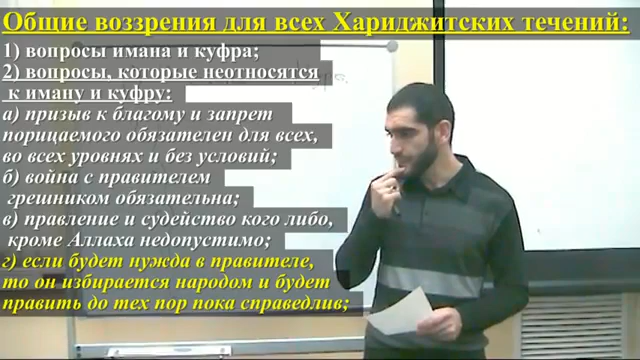 Общие воззрения для всех Хариджитских течений:
1) вопросы имана и куфра;
2) вопросы, которые неотносятся
к иману и куфру:
а) призыв к благому и запрет
порицаемого обязателен для всех,
во всех уровнях и без условий;
б) война с правителем
грешником обязательна;
в) правление и судейство кого либо,
кроме Аллаха недопустимо;
г) если будет нужда в правителе,
то он избирается народом и будет
править до тех пор пока справедлив;